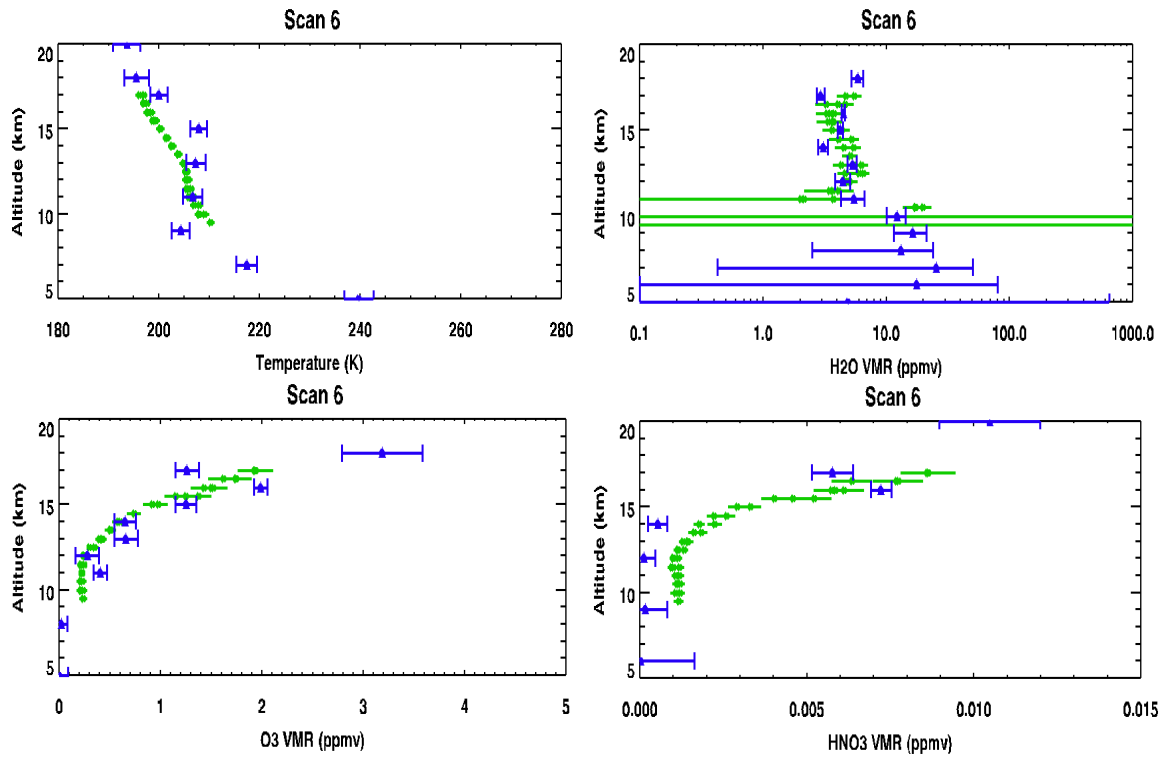 Scan 6
Scan 6
20
15
10
5
Altitude (km)
180 200 220 240 260 280
Temperature (K)
20
15
10
5
Altitude (km)
0.1 1.0 10.0 100.0 1000.0
H2O VMR (ppmv)
Scan 6
Scan 6
20
15
10
5
Altitude (km)
0 1 2 3 4 5
O3 VMR (ppmv)
20
15
10
5
Altitude (km)
0.000 0.005 0.010 0.015
HNO3 VMR (ppmv)